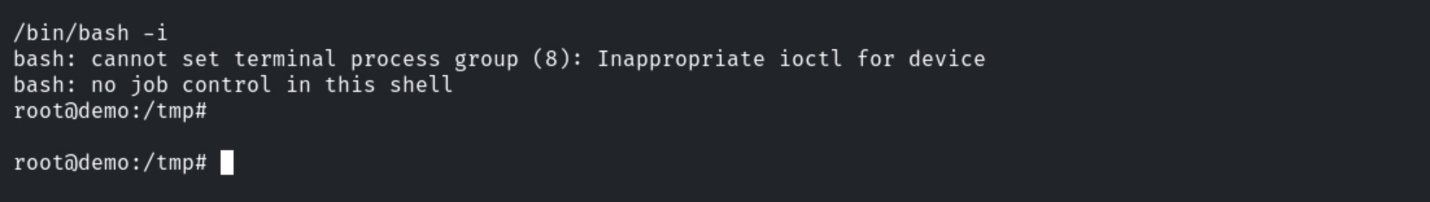 /bin/bash -i
bash: cannot set terminal process group (8): Inappropriate ioctl for device
bash: no job control in this shell
root@demo:/tmp#
root@demo:/tmp#